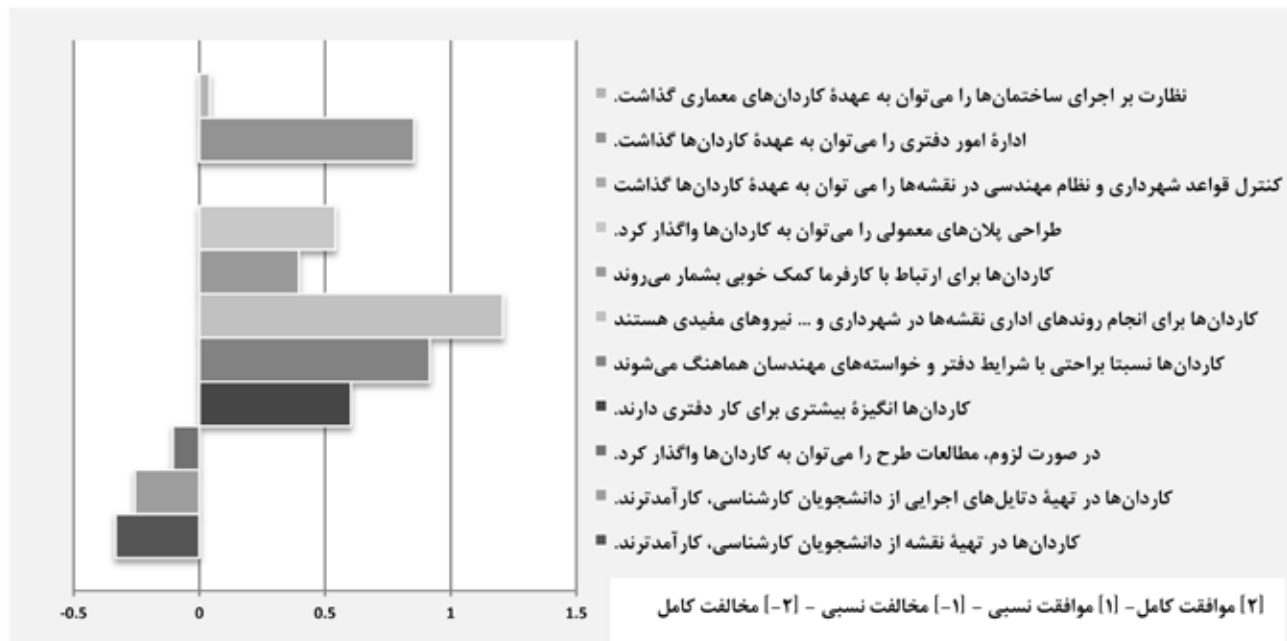 نظارت بر اجرای ساختمان‌ها را می‌توان به عهدۀ کاردان‌های معماری گذاشت.
ادارۀ امور دفتری را می‌توان به عهدۀ کاردان‌ها گذاشت.
کنترل قواعد شهرداری و نظام مهندسی در نقشه‌ها را می توان به عهدۀ کاردان‌ها گذاشت
طراحی پلان‌های معمولی را می‌توان به کاردان‌ها واگذار کرد.
کاردان‌ها برای ارتباط با کارفرما کمک خوبی بشمار می‌روند
کاردان‌ها برای انجام روندهای اداری نقشه‌ها در شهرداری و ... نیروهای مفیدی هستند
کاردان‌ها نسبتا براحتی با شرایط دفتر و خواسته‌های مهندسان هماهنگ می‌شوند
کاردان‌ها انگیزۀ بیشتری برای کار دفتری دارند.
در صورت لزوم، مطالعات طرح را می‌توان به کاردان‌ها واگذار کرد.
کاردان‌ها در تهیۀ دتایل‌های اجرایی از دانشجویان کارشناسی، کارآمدترند.
کاردان‌ها در تهیۀ نقشه از دانشجویان کارشناسی، کارآمدترند.
-0.5 0 0.5 1 1.5
[۲] موافقت کامل- [۱] موافقت نسبی - [۱-] مخالفت نسبی - [۲-] مخالفت کامل